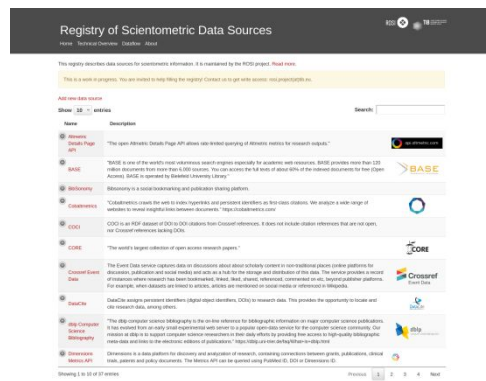 Registry of Scientometric Data Sources
ROSI
TIB
Home Technical Overview Dataflow About
This registry describes data sources for scientometric information. It is maintained by the ROSI project. Read more.
This is a work in progress. You are invited to help filling the registry! Contact us to get write access: rosi.project(at)tib.eu.
Add new data source
Show 10 entries
Search:
Name Description
Altmetric Details Page API
"The open Altmetric Details Page API allows rate-limited querying of Altmetric metrics for research outputs."
api.altmetric.com
"BASE is one of the world's most voluminous search engines especially for academic web resources. BASE provides more than 120
million documents from more than 6,000 sources. You can access the full texts of about 60% of the indexed documents for free (Open
Access). BASE is operated by Bielefeld University Library."
BASE
BASE
BibSonomy
Bibsonomy is a social bookmarking and publication sharing platform.
Cobaltmetrics
"Cobaltmetrics crawls the web to index hyperlinks and persistent identifiers as first-class citations. We analyze a wide range of
websites to reveal insightful links between documents." https://cobaltmetrics.com/
COCI
COCI is an RDF dataset of DOI to DOI citations from Crossref references. It does not include citation references that are not open,
nor Crossref references lacking DOIs.
CORE
"The world's largest collection of open access research papers."
CORE
Crossref Event Data
The Event Data service captures data on discussions about about scholarly content in non-traditional places (online platforms for
discussion, publication and social media) and acts as a hub for the storage and distribution of this data. The service provides a record
of instances where research has been bookmarked, linked, liked, shared, referenced, commented on etc, beyond publisher platforms.
For example, when datasets are linked to articles, articles are mentioned on social media or referenced in Wikipedia.
Crossref
Event Data
DataCite
DataCite assigns persistent identifiers (digital object identifiers, DOIs) to research data. This provides the opportunity to locate and
cite research data, among others.
dblp Computer Science Bibliography
"The dblp computer science bibliography is the on-line reference for bibliographic information on major computer science publications.
It has evolved from an early small experimental web server to a popular open-data service for the computer science community. Our
mission at dblp is to support computer science researchers in their daily efforts by providing free access to high-quality bibliographic
meta-data and links to the electronic editions of publications."
dblp
Dimensions Metrics API
Dimensions is a data platform for discovery and analyzation of research, containing connections between grants, publications, clinical
trials, patents and policy documents. The Metrics API can be queried using PubMed ID, DOI or Dimensions ID.
Showing 1 to 10 of 37 entries
Previous 1 2 3 4 Next